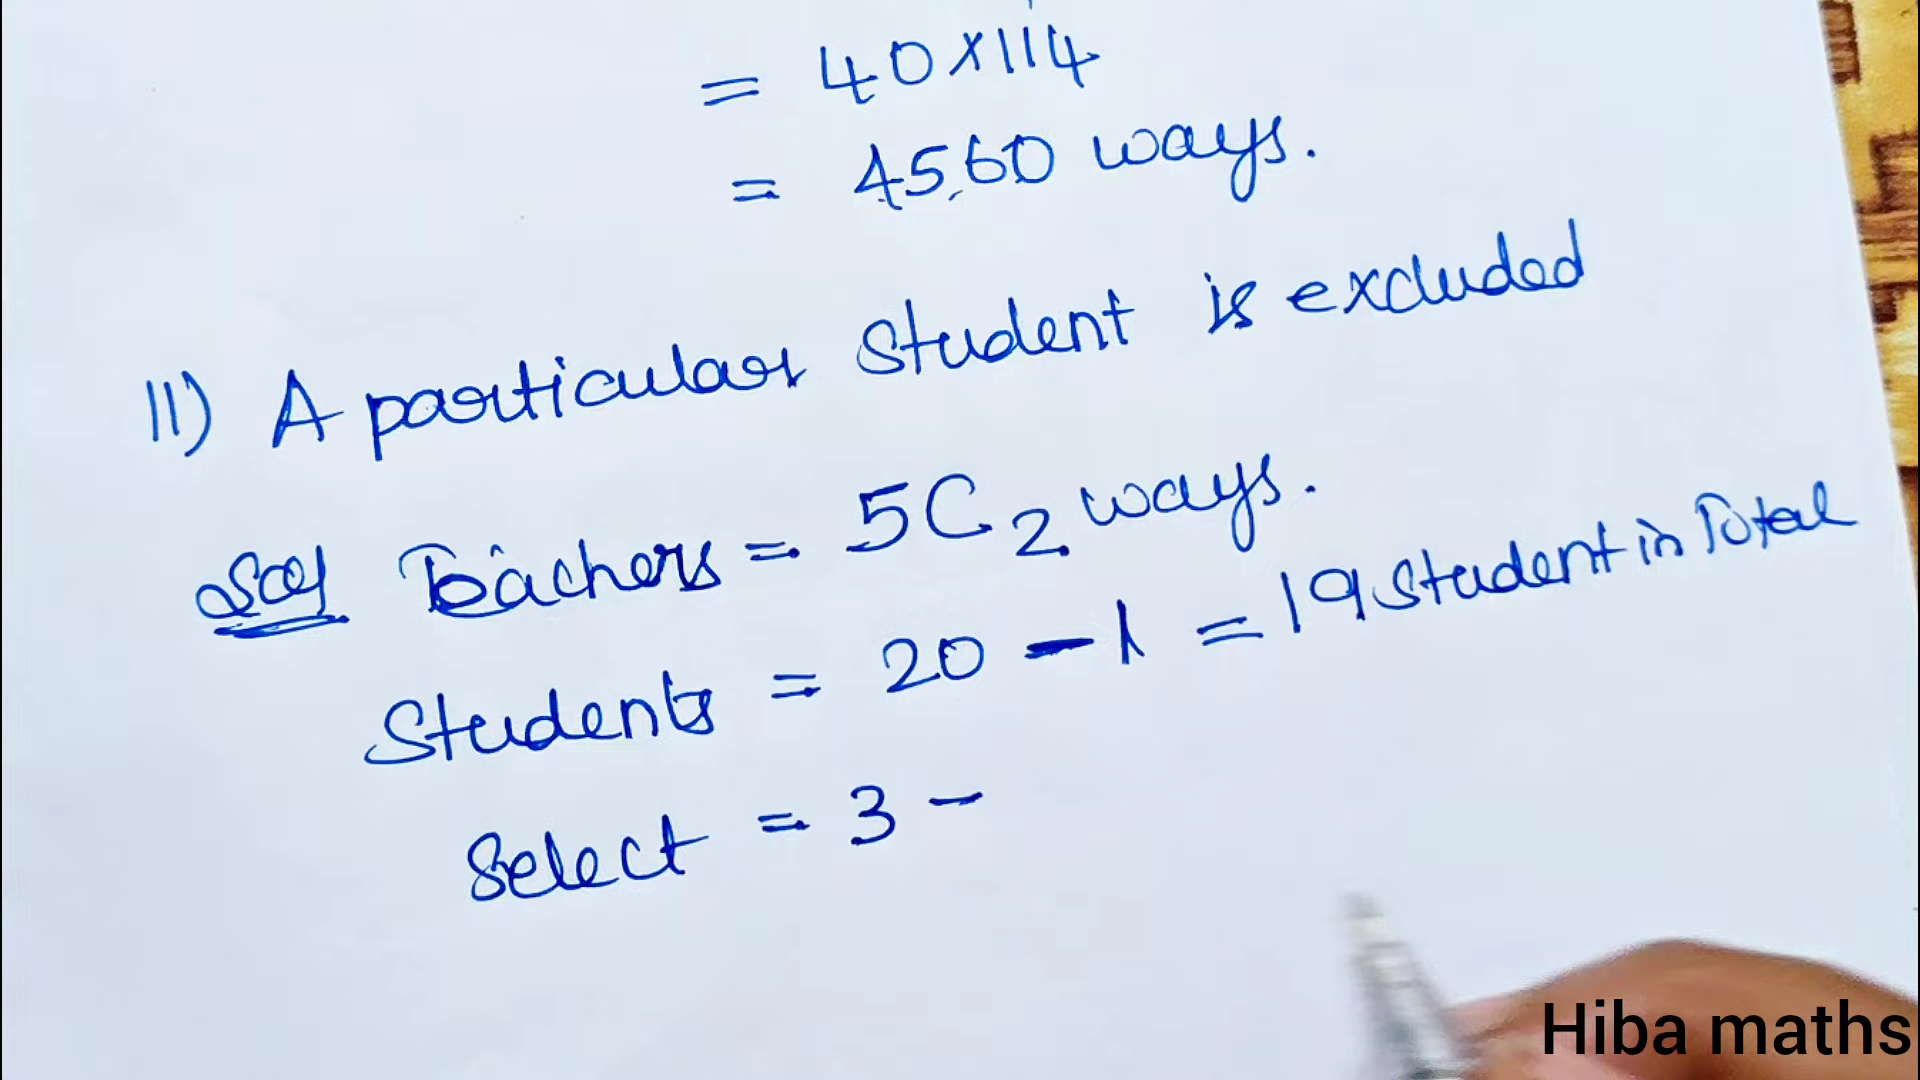 = 40×114
= 4560 ways.
II) A particular student is excluded
Sol Teachers = 5C2 ways.
Students = 20 - 1 = 19 student in Total
Select = 3 -
Hiba maths